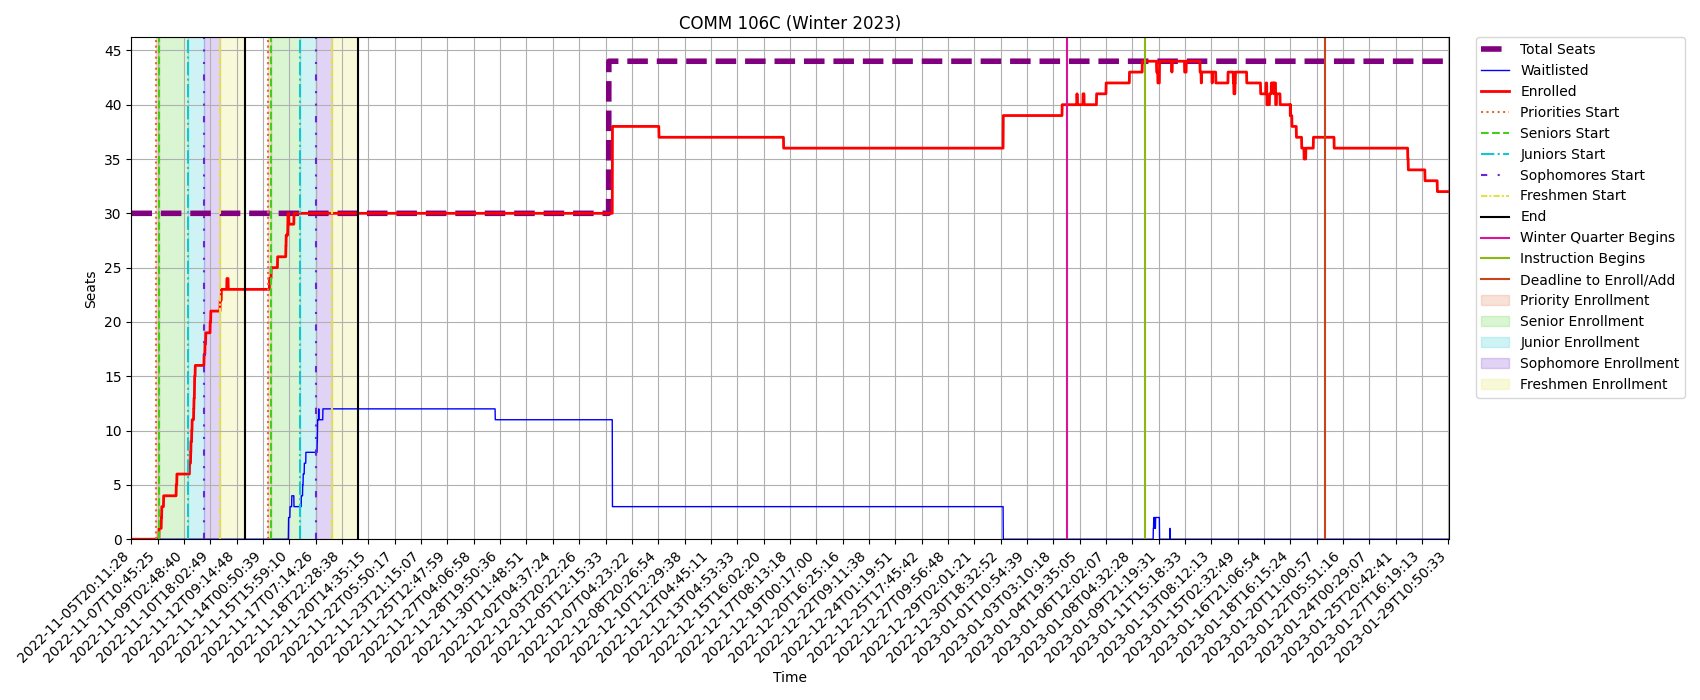 COMM 106C (Winter 2023)
Seats
45
40
35
30
25
20
15
10
5
0
2022-11-05T20:11:28
2022-11-07T10:45:25
2022-11-09T02:48:40
2022-11-10T18:02:49
2022-11-12T09:14:48
2022-11-14T00:50:39
2022-11-15T15:59:10
2022-11-17T07:14:26
2022-11-18T22:28:38
2022-11-20T14:35:15
2022-11-22T05:50:17
2022-11-23T21:15:07
2022-11-25T12:47:59
2022-11-27T04:06:58
2022-11-28T19:50:36
2022-11-30T11:48:51
2022-12-02T04:37:24
2022-12-03T20:22:26
2022-12-05T12:15:33
2022-12-07T04:23:22
2022-12-08T20:26:54
2022-12-10T12:29:38
2022-12-12T04:45:11
2022-12-13T04:53:33
2022-12-15T16:02:20
2022-12-17T08:13:18
2022-12-19T00:17:00
2022-12-20T16:25:16
2022-12-22T09:11:38
2022-12-24T01:19:51
2022-12-25T17:45:42
2022-12-27T09:56:48
2022-12-29T02:01:21
2022-12-30T18:32:52
2023-01-01T10:54:39
2023-01-03T03:10:18
2023-01-04T19:35:05
2023-01-06T12:02:07
2023-01-08T04:32:28
2023-01-09T21:19:31
2023-01-11T15:18:33
2023-01-13T08:12:13
2023-01-15T02:32:49
2023-01-16T21:06:54
2023-01-18T16:15:24
2023-01-20T11:00:57
2023-01-22T05:51:16
2023-01-24T00:29:07
2023-01-25T20:42:41
2023-01-27T16:19:13
2023-01-29T10:50:33
Time
Total Seats
Waitlisted
Enrolled
Priorities Start
Seniors Start
Juniors Start
Sophomores Start
Freshmen Start
End
Winter Quarter Begins
Instruction Begins
Deadline to Enroll/Add
Priority Enrollment
Senior Enrollment
Junior Enrollment
Sophomore Enrollment
Freshmen Enrollment